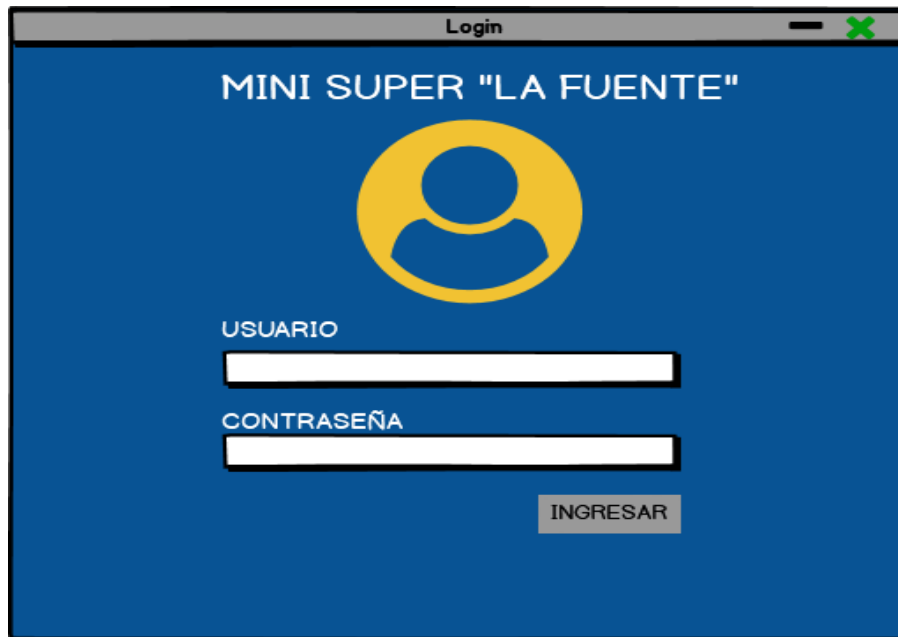 Login
MINI SUPER "LA FUENTE"
USUARIO
CONTRASEÑA
INGRESAR